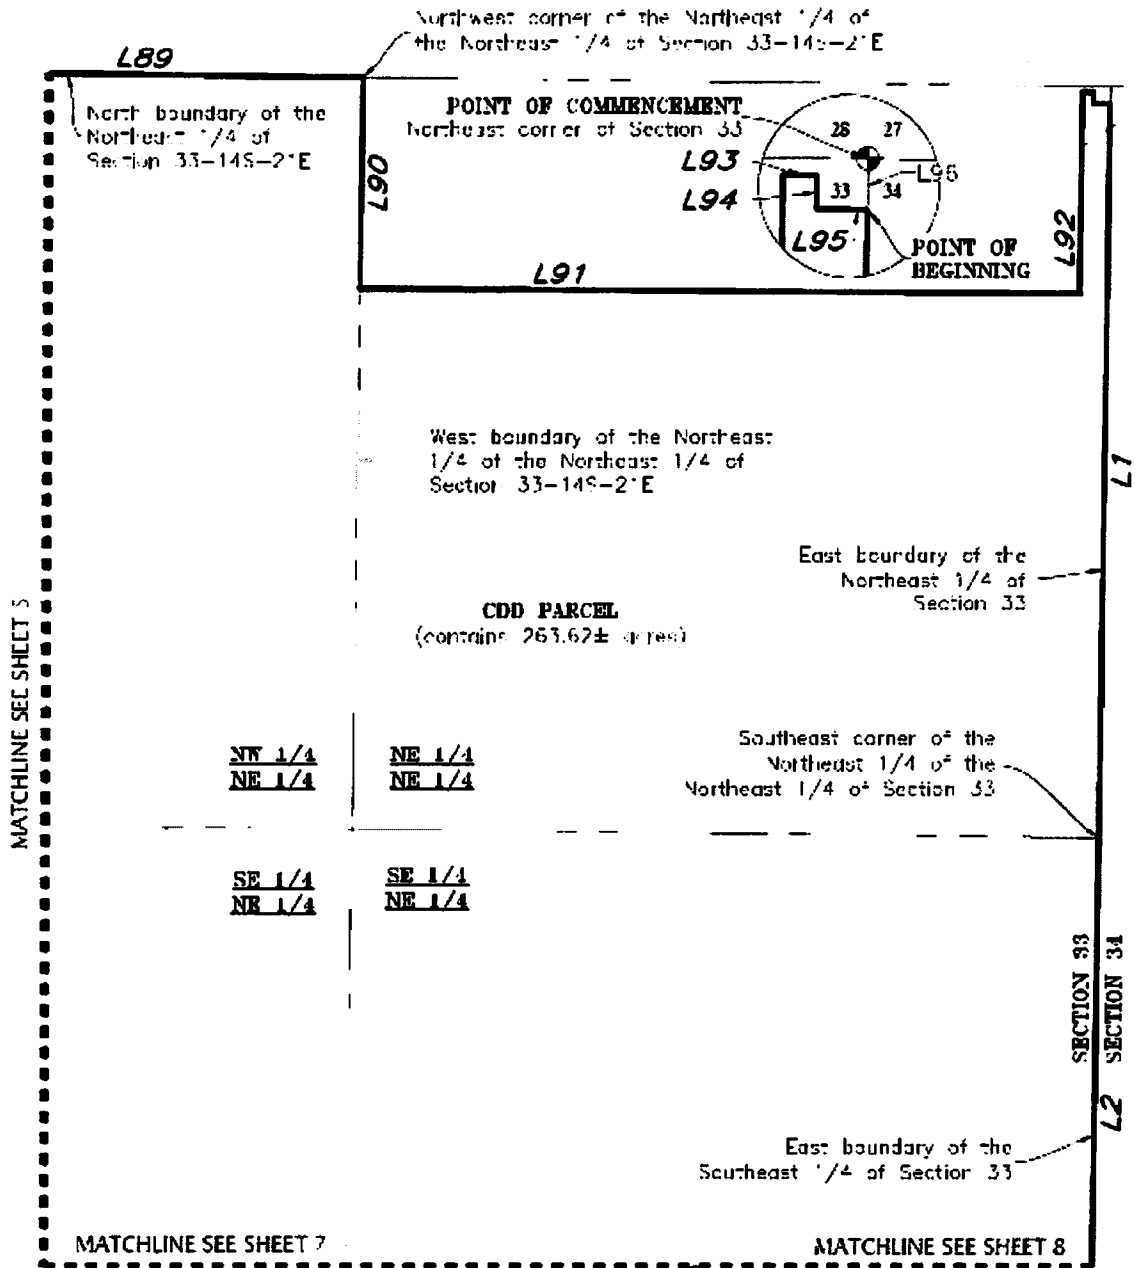 Northwest corner of the Northeast 1/4 of
the Northeast 1/4 of Section 33-14S-21E
L89
North boundary of the
Northeast 1/4 of
Section 33-14S-21E
POINT OF COMMENCEMENT
Northeast corner of Section 33
28 27
L93
L96
33 34
L94
L90
L95
POINT OF
BEGINNING
L92
L91
West boundary of the Northeast
1/4 of the Northeast 1/4 of
Section 33-14S-21E
L1
East boundary of the
Northeast 1/4 of
Section 33
CDD PARCEL
(contains 263.62± acres)
MATCHLINE SEE SHEET 5
NW 1/4
NE 1/4
NE 1/4
NE 1/4
Southeast corner of the
Northeast 1/4 of the
Northeast 1/4 of Section 33
SE 1/4
NE 1/4
SE 1/4
NE 1/4
SECTION 33
SECTION 34
L2
East boundary of the
Southeast 1/4 of Section 33
MATCHLINE SEE SHEET 7
MATCHLINE SEE SHEET 8